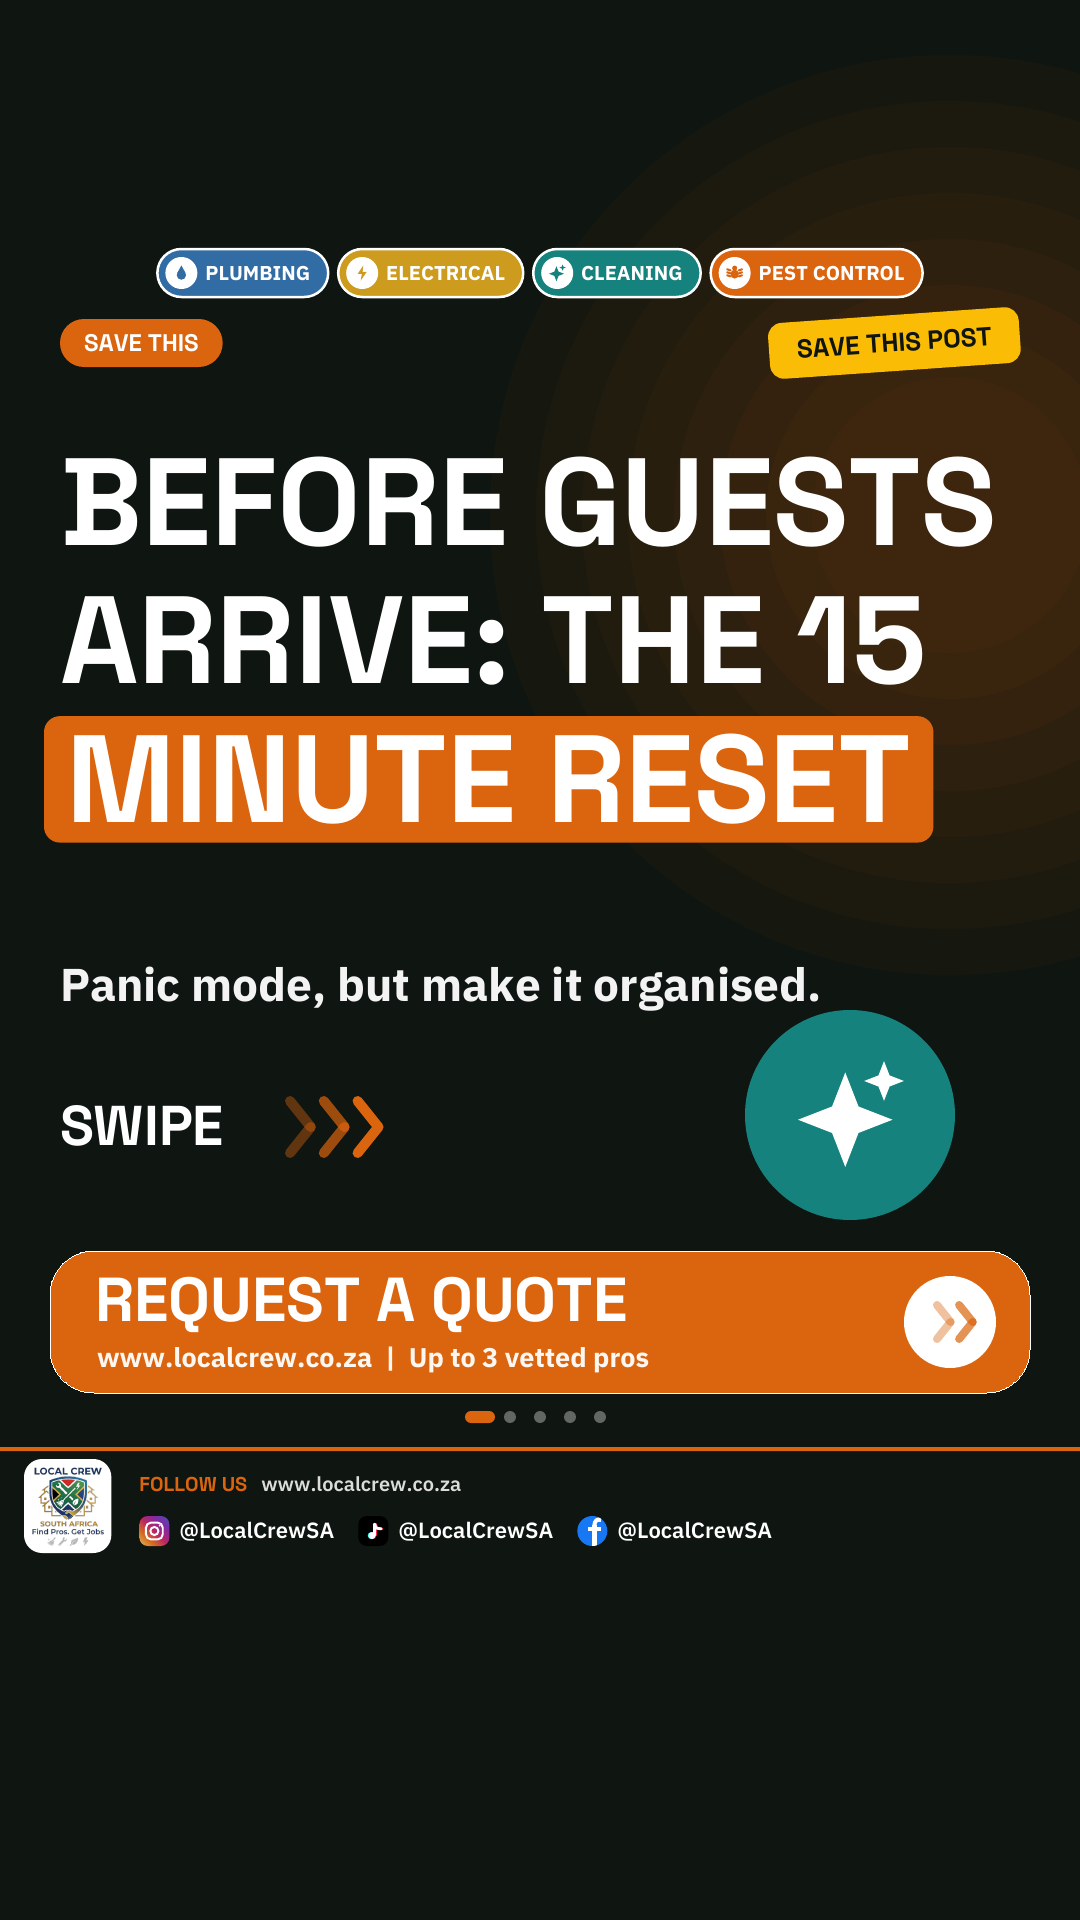 PLUMBING ELECTRICAL CLEANING PEST CONTROL
SAVE THIS
SAVE THIS POST
BEFORE GUESTS
ARRIVE: THE 15
MINUTE RESET
Panic mode, but make it organised.
SWIPE
REQUEST A QUOTE
www.localcrew.co.za | Up to 3 vetted pros
LOCAL CREW
SOUTH AFRICA
Find Pros. Get Jobs
FOLLOW US www.localcrew.co.za
@LocalCrewSA @LocalCrewSA @LocalCrewSA